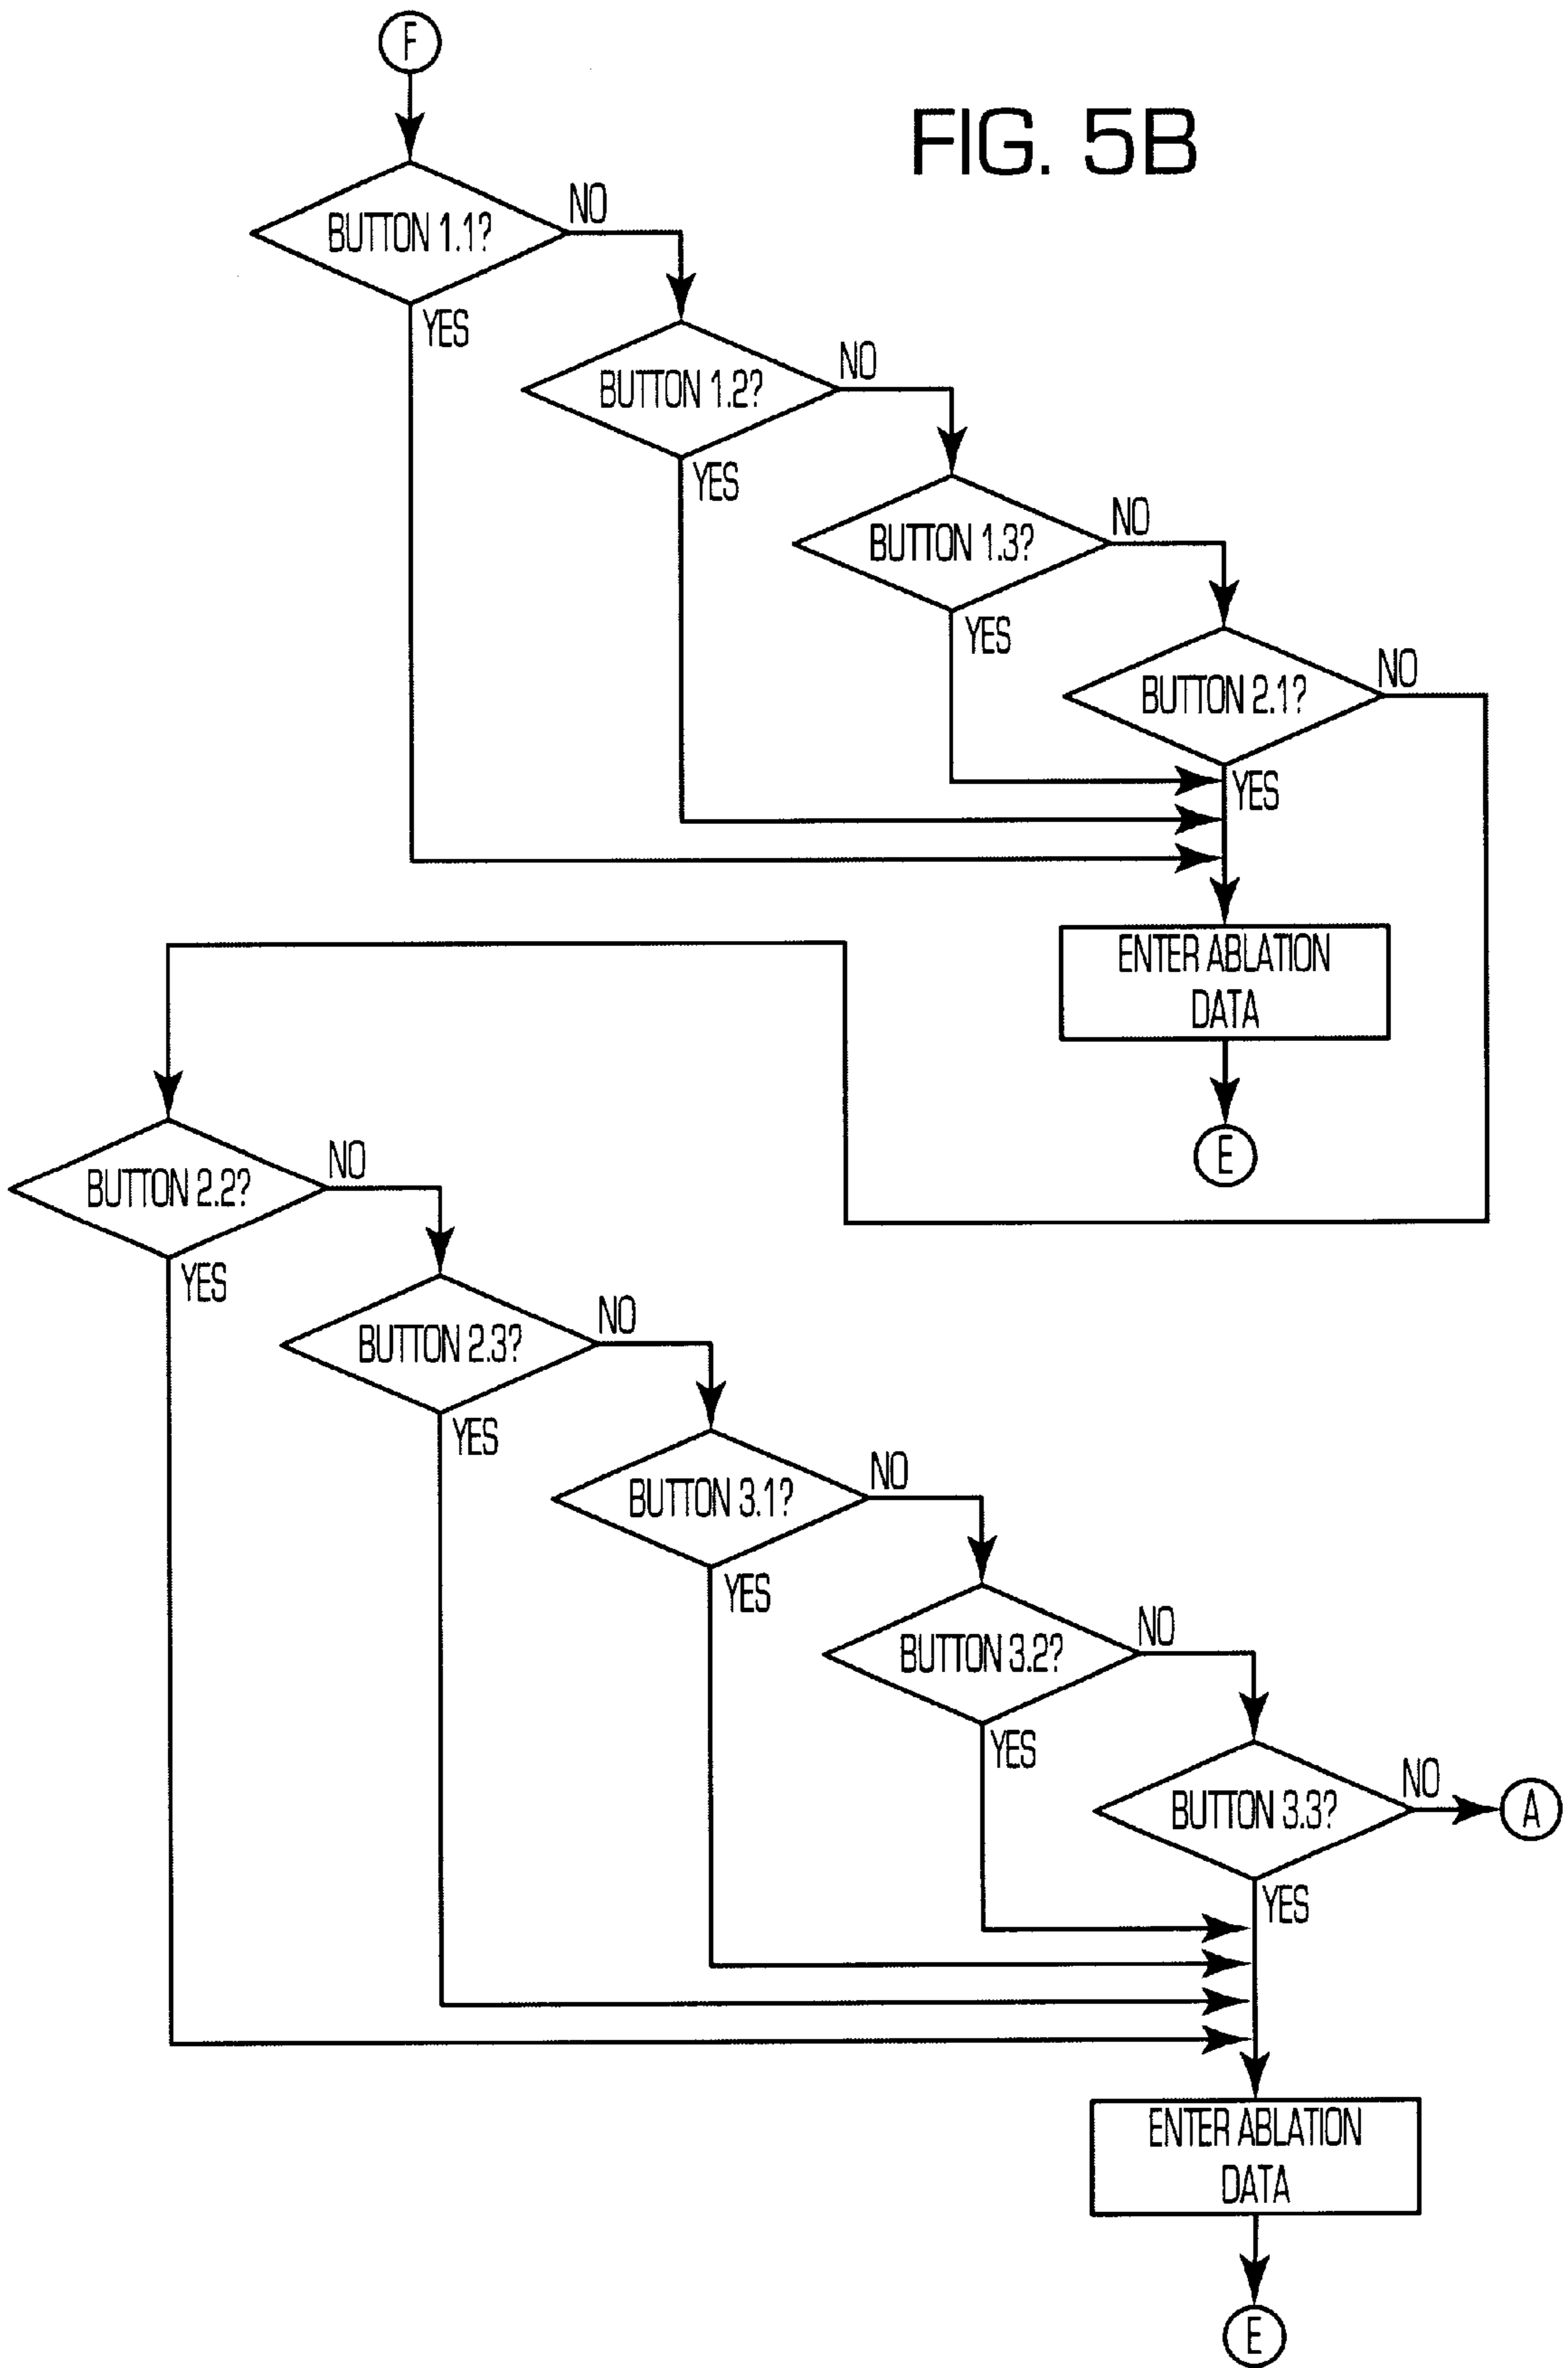 F
FIG. 5B
BUTTON 1.1?
NO
YES
BUTTON 1.2?
NO
YES
BUTTON 1.3?
NO
YES
BUTTON 2.1?
NO
YES
ENTER ABLATION
DATA
E
BUTTON 2.2?
NO
YES
BUTTON 2.3?
NO
YES
BUTTON 3.1?
NO
YES
BUTTON 3.2?
NO
YES
BUTTON 3.3?
NO
A
YES
ENTER ABLATION
DATA
E